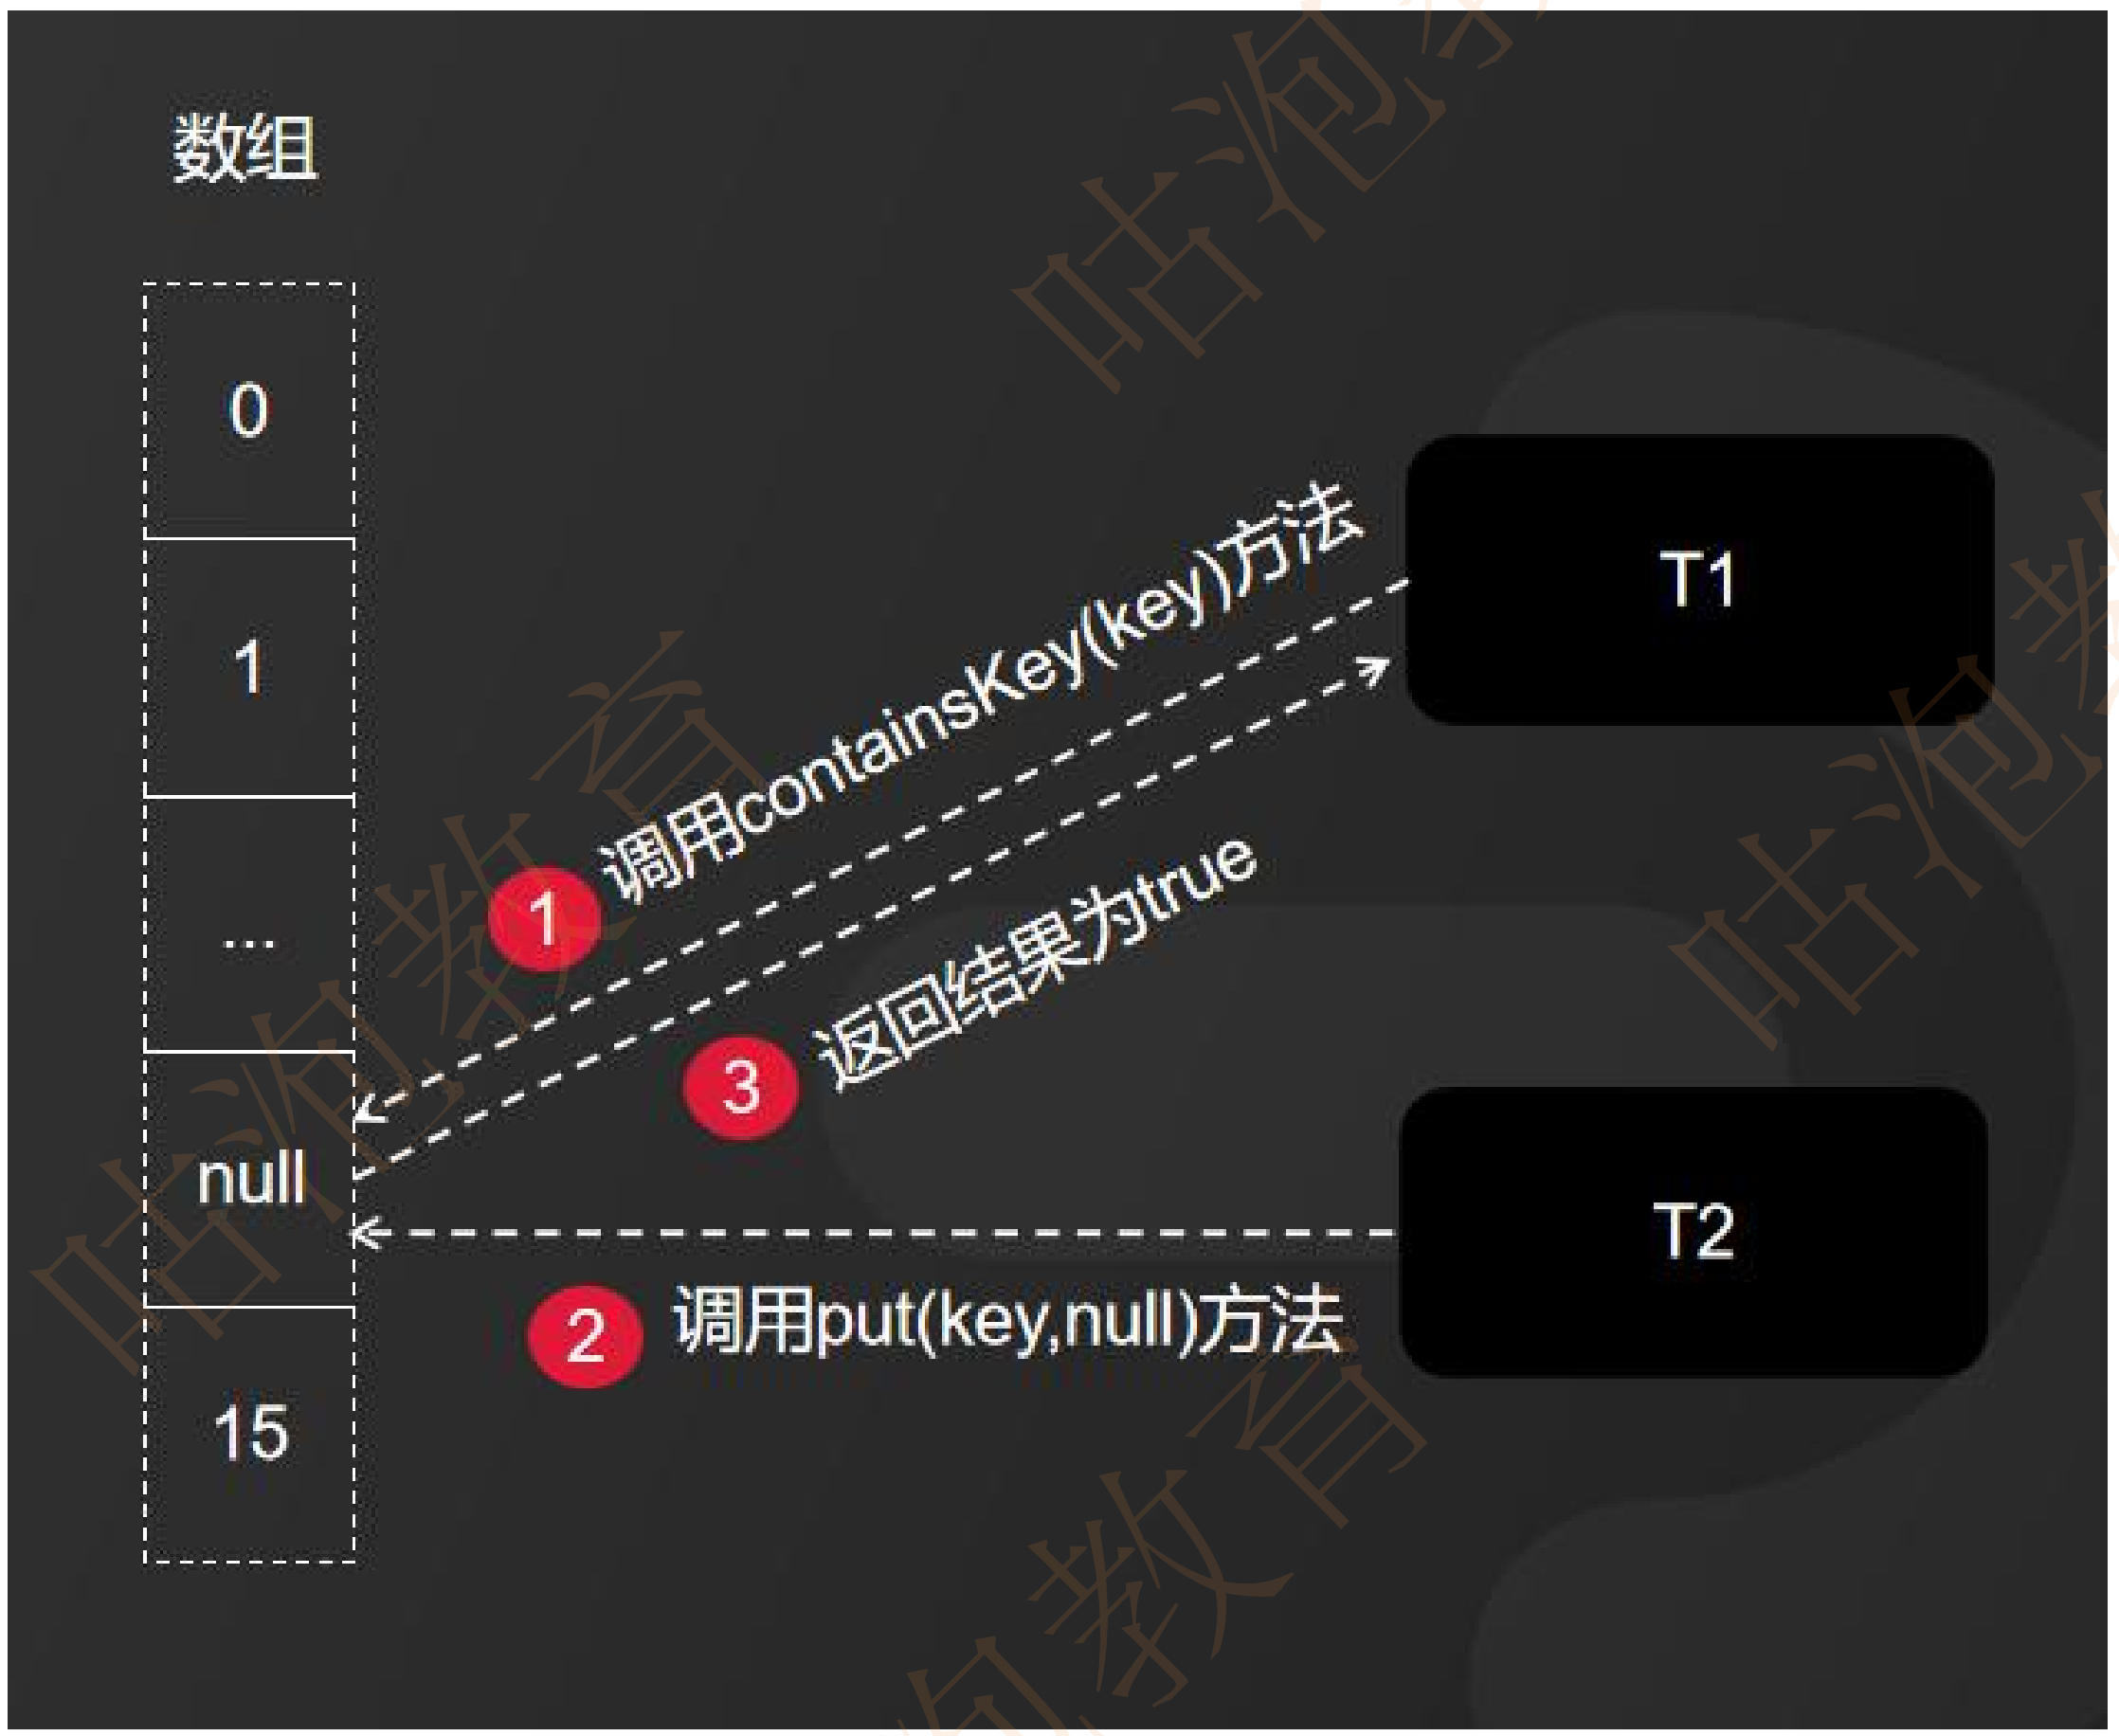 数组
0
1
...
null
15
T1
1 调用containsKey(key)方法
3 返回结果为true
T2
2 调用put(key,null)方法
咕泡教育
咕泡教
咕泡教
泡教育